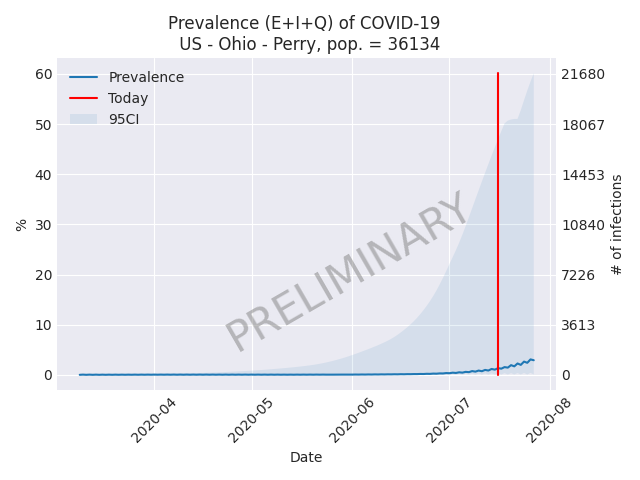 Prevalence (E+I+Q) of COVID-19
US - Ohio - Perry, pop. = 36134
Prevalence
Today
95CI
60
50
40
30
20
10
0
%
21680
18067
14453
10840
7226
3613
0
# of infections
PRELIMINARY
2020-04
2020-05
2020-06
2020-07
2020-08
Date